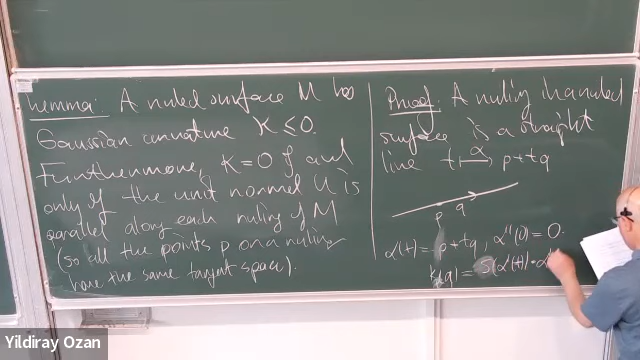 Lemma: A ruled surface M has
Gaussian curvature K ≤ 0.
Furthermore, K = 0 if and
only if the unit normal U is
parallel along each ruling of M
(so all the points p on a ruling
have the same tangent space).
Proof: A ruling in a ruled
surface is a straight
line t ↦ p + tq
α
p q
α(t) = p + tq, α''(t) = 0.
k(q) = S(α'(t))·α'
Yildiray Ozan